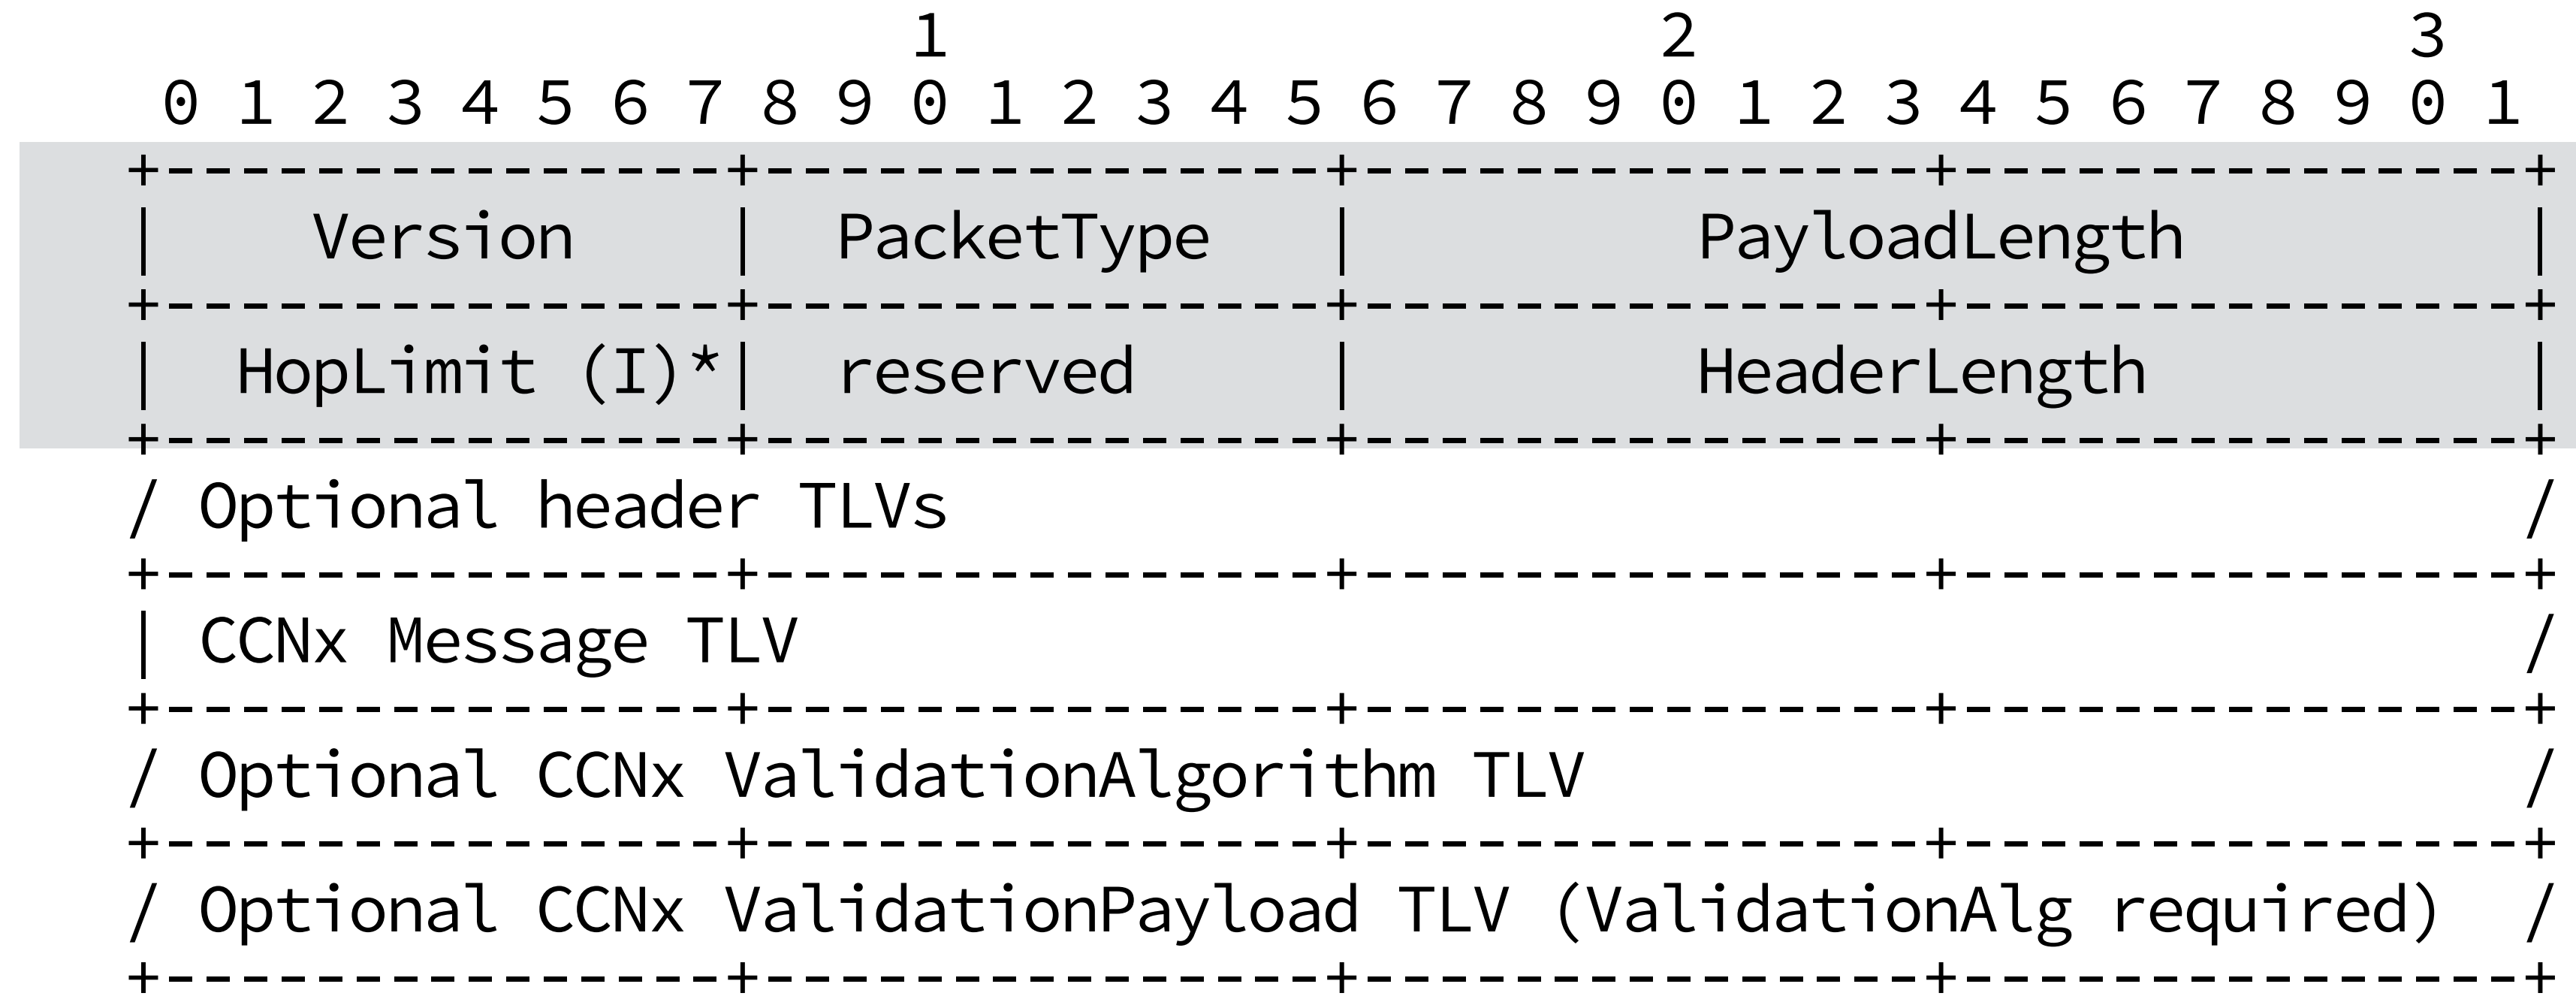 1                   2                   3
 0 1 2 3 4 5 6 7 8 9 0 1 2 3 4 5 6 7 8 9 0 1 2 3 4 5 6 7 8 9 0 1
+---------------+---------------+---------------+---------------+
|    Version    |  PacketType   |         PayloadLength         |
+---------------+---------------+---------------+---------------+
|  HopLimit (I)*|  reserved     |         HeaderLength          |
+---------------+---------------+---------------+---------------+
/ Optional header TLVs                                          /
+---------------+---------------+---------------+---------------+
| CCNx Message TLV                                              /
+---------------+---------------+---------------+---------------+
/ Optional CCNx ValidationAlgorithm TLV                         /
+---------------+---------------+---------------+---------------+
/ Optional CCNx ValidationPayload TLV (ValidationAlg required)  /
+---------------+---------------+---------------+---------------+